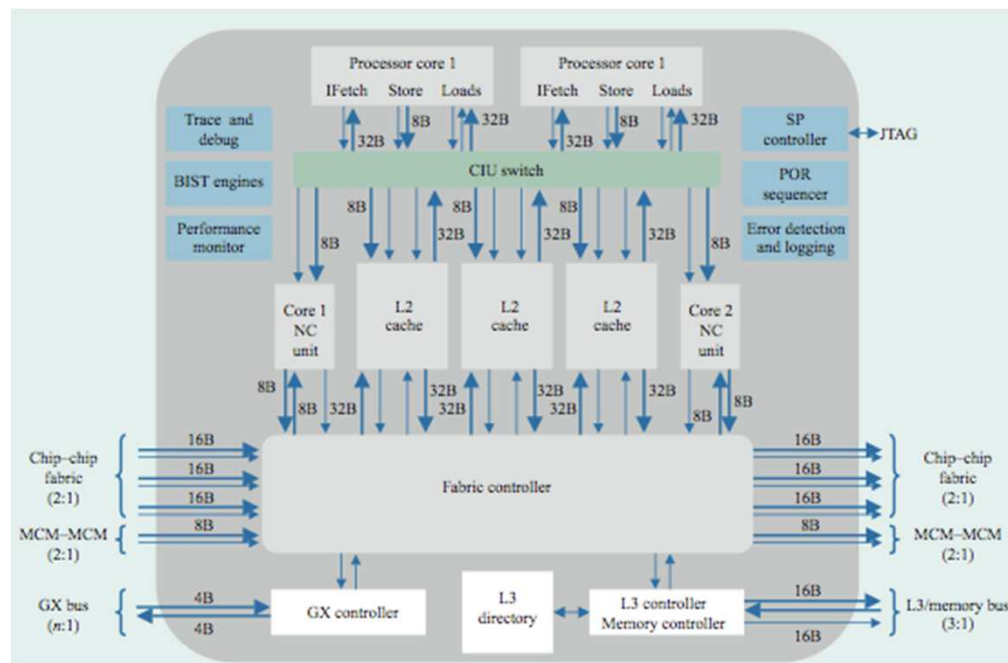 Processor core 1
IFetch Store Loads
Processor core 1
IFetch Store Loads
8B
32B
32B
8B
32B
32B
Trace and
debug
SP
controller
JTAG
CIU switch
BIST engines
POR
sequencer
8B
8B
8B
Performance
monitor
8B
32B
32B
32B
8B
Error detection
and logging
Core 1
NC
unit
L2
cache
L2
cache
L2
cache
Core 2
NC
unit
8B
8B
32B
32B
32B
32B
32B
32B
8B
8B
Chip–chip
fabric
(2:1)
16B
16B
16B
Fabric controller
16B
16B
16B
Chip–chip
fabric
(2:1)
MCM–MCM
(2:1)
8B
8B
MCM–MCM
(2:1)
GX bus
(n:1)
4B
4B
GX controller
L3
directory
L3 controller
Memory controller
16B
16B
L3/memory bus
(3:1)